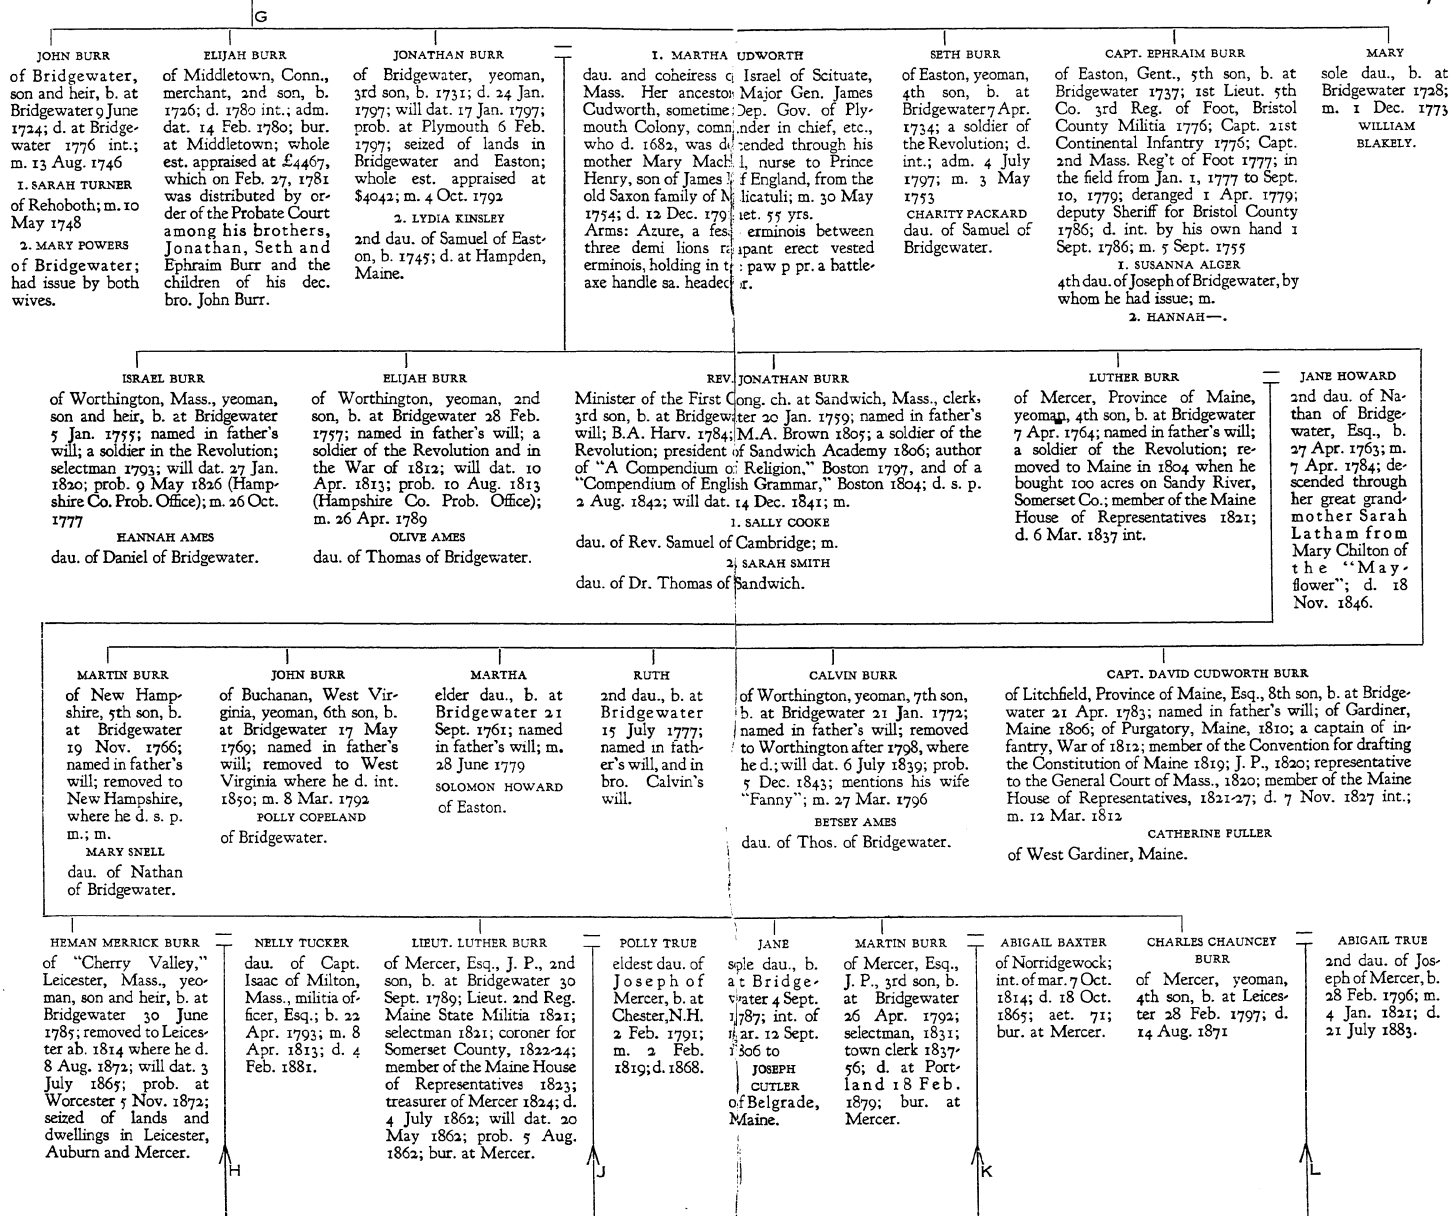 G
JOHN BURR
of Bridgewater,
son and heir, b. at
Bridgewater 9 June
1724; d. at Bridge-
water 1776 int.;
m. 13 Aug. 1746
1. SARAH TURNER
of Rehoboth; m. 10
May 1748
2. MARY POWERS
of Bridgewater;
had issue by both
wives.
ELIJAH BURR
of Middletown, Conn.,
merchant, 2nd son, b.
1726; d. 1780 int.; adm.
dat. 14 Feb. 1780; bur.
at Middletown; whole
est. appraised at £4467,
which on Feb. 27, 1781
was distributed by or-
der of the Probate Court
among his brothers,
Jonathan, Seth and
Ephraim Burr and the
children of his dec.
bro. John Burr.
JONATHAN BURR
of Bridgewater, yeoman,
3rd son, b. 1731; d. 24 Jan.
1797; will dat. 17 Jan. 1797;
prob. at Plymouth 6 Feb.
1797; seized of lands in
Bridgewater and Easton;
whole est. appraised at
$4042; m. 4 Oct. 1792
2. LYDIA KINSLEY
2nd dau. of Samuel of East-
on, b. 1745; d. at Hampden,
Maine.
1. MARTHA UDWORTH
dau. and coheiress Israel of Scituate,
Mass. Her ancestor Major Gen. James
Cudworth, sometime Dep. Gov. of Ply-
mouth Colony, comm nder in chief, etc.,
who d. 1682, was de cended through his
mother Mary Mach l, nurse to Prince
Henry, son of James f England, from the
old Saxon family of M licatuli; m. 30 May
1754; d. 12 Dec. 179 aet. 55 yrs.
Arms: Azure, a fess erminois between
three demi lions ra pant erect vested
erminois, holding in t paw p pr. a battle-
axe handle sa. headed r.
SETH BURR
of Easton, yeoman,
4th son, b. at
Bridgewater 7 Apr.
1734; a soldier of
the Revolution; d.
int.; adm. 4 July
1797; m. 3 May
1753
CHARITY PACKARD
dau. of Samuel of
Bridgewater.
CAPT. EPHRAIM BURR
of Easton, Gent., 5th son, b. at
Bridgewater 1737; 1st Lieut. 5th
Co. 3rd Reg. of Foot, Bristol
County Militia 1776; Capt. 21st
Continental Infantry 1776; Capt.
2nd Mass. Reg't of Foot 1777; in
the field from Jan. 1, 1777 to Sept.
10, 1779; deranged 1 Apr. 1779;
deputy Sheriff for Bristol County
1786; d. int. by his own hand 1
Sept. 1786; m. 5 Sept. 1755
1. SUSANNA ALGER
4th dau. of Joseph of Bridgewater, by
whom he had issue; m.
2. HANNAH—.
MARY
sole dau., b. at
Bridgewater 1728;
m. 1 Dec. 1773
WILLIAM
BLAKELY.
ISRAEL BURR
of Worthington, Mass., yeoman,
son and heir, b. at Bridgewater
5 Jan. 1755; named in father's
will; a soldier in the Revolution;
selectman 1793; will dat. 27 Jan.
1820; prob. 9 May 1826 (Hamp-
shire Co. Prob. Office); m. 26 Oct.
1777
HANNAH AMES
dau. of Daniel of Bridgewater.
ELIJAH BURR
of Worthington, yeoman, 2nd
son, b. at Bridgewater 28 Feb.
1757; named in father's will; a
soldier of the Revolution and in
the War of 1812; will dat. 10
Apr. 1813; prob. 10 Aug. 1813
(Hampshire Co. Prob. Office);
m. 26 Apr. 1789
OLIVE AMES
dau. of Thomas of Bridgewater.
REV. JONATHAN BURR
Minister of the First Cong. ch. at Sandwich, Mass., clerk,
3rd son, b. at Bridgewater 20 Jan. 1759; named in father's
will; B.A. Harv. 1784; M.A. Brown 1805; a soldier of the
Revolution; president of Sandwich Academy 1806; author
of "A Compendium of Religion," Boston 1797, and of a
"Compendium of English Grammar," Boston 1804; d. s. p.
2 Aug. 1842; will dat. 14 Dec. 1841; m.
1. SALLY COOKE
dau. of Rev. Samuel of Cambridge; m.
2. SARAH SMITH
dau. of Dr. Thomas of Sandwich.
LUTHER BURR
of Mercer, Province of Maine,
yeoman, 4th son, b. at Bridgewater
7 Apr. 1764; named in father's will;
a soldier of the Revolution; re-
moved to Maine in 1804 when he
bought 100 acres on Sandy River,
Somerset Co.; member of the Maine
House of Representatives 1821;
d. 6 Mar. 1837 int.
JANE HOWARD
2nd dau. of Na-
than of Bridge-
water, Esq., b.
27 Apr. 1763; m.
7 Apr. 1784; de-
scended through
her great grand-
mother Sarah
Latham from
Mary Chilton of
the "May-
flower"; d. 18
Nov. 1846.
MARTIN BURR
of New Hamp-
shire, 5th son, b.
at Bridgewater
19 Nov. 1766;
named in father's
will; removed to
New Hampshire,
where he d. s. p.
m.; m.
MARY SNELL
dau. of Nathan
of Bridgewater.
JOHN BURR
of Buchanan, West Vir-
ginia, yeoman, 6th son, b.
at Bridgewater 17 May
1769; named in father's
will; removed to West
Virginia where he d. int.
1850; m. 8 Mar. 1792
POLLY COPELAND
of Bridgewater.
MARTHA
elder dau., b. at
Bridgewater 21
Sept. 1761; named
in father's will; m.
28 June 1779
SOLOMON HOWARD
of Easton.
RUTH
2nd dau., b. at
Bridgewater
15 July 1777;
named in fath-
er's will, and in
bro. Calvin's
will.
CALVIN BURR
of Worthington, yeoman, 7th son,
b. at Bridgewater 21 Jan. 1772;
named in father's will; removed
to Worthington after 1798, where
he d.; will dat. 6 July 1839; prob.
5 Dec. 1843; mentions his wife
"Fanny"; m. 27 Mar. 1796
BETSEY AMES
dau. of Thos. of Bridgewater.
CAPT. DAVID CUDWORTH BURR
of Litchfield, Province of Maine, Esq., 8th son, b. at Bridge-
water 21 Apr. 1783; named in father's will; of Gardiner,
Maine 1806; of Purgatory, Maine, 1810; a captain of in-
fantry, War of 1812; member of the Convention for drafting
the Constitution of Maine 1819; J. P., 1820; representative
to the General Court of Mass., 1820; member of the Maine
House of Representatives, 1821-27; d. 7 Nov. 1827 int.;
m. 12 Mar. 1812
CATHERINE FULLER
of West Gardiner, Maine.
HEMAN MERRICK BURR
of "Cherry Valley,"
Leicester, Mass., yeo-
man, son and heir, b. at
Bridgewater 30 June
1785; removed to Leices-
ter ab. 1814 where he d.
8 Aug. 1872; will dat. 3
July 1865; prob. at
Worcester 5 Nov. 1872;
seized of lands and
dwellings in Leicester,
Auburn and Mercer.
NELLY TUCKER
dau. of Capt.
Isaac of Milton,
Mass., militia of-
ficer, Esq.; b. 22
Apr. 1793; m. 8
Apr. 1813; d. 4
Feb. 1881.
LIEUT. LUTHER BURR
of Mercer, Esq., J. P., 2nd
son, b. at Bridgewater 30
Sept. 1789; Lieut. 2nd Reg.
Maine State Militia 1821;
selectman 1821; coroner for
Somerset County, 1822-24;
member of the Maine House
of Representatives 1823;
treasurer of Mercer 1824; d.
4 July 1862; will dat. 20
May 1862; prob. 5 Aug.
1862; bur. at Mercer.
POLLY TRUE
eldest dau. of
Joseph of
Mercer, b. at
Chester, N.H.
2 Feb. 1791;
m. 2 Feb.
1819; d. 1868.
JANE
sole dau., b.
at Bridge-
water 4 Sept.
1787; int. of
mar. 12 Sept.
1806 to
JOSEPH
CUTLER
of Belgrade,
Maine.
MARTIN BURR
of Mercer, Esq.,
J. P., 3rd son, b.
at Bridgewater
26 Apr. 1792;
selectman, 1831;
town clerk 1837-
56; d. at Port-
land 18 Feb.
1879; bur. at
Mercer.
ABIGAIL BAXTER
of Norridgewock;
int. of mar. 7 Oct.
1814; d. 18 Oct.
1865; aet. 71;
bur. at Mercer.
CHARLES CHAUNCEY
BURR
of Mercer, yeoman,
4th son, b. at Leices-
ter 28 Feb. 1797; d.
14 Aug. 1871
ABIGAIL TRUE
2nd dau. of Jos-
eph of Mercer, b.
28 Feb. 1796; m.
4 Jan. 1821; d.
21 July 1883.
H
J
K
L